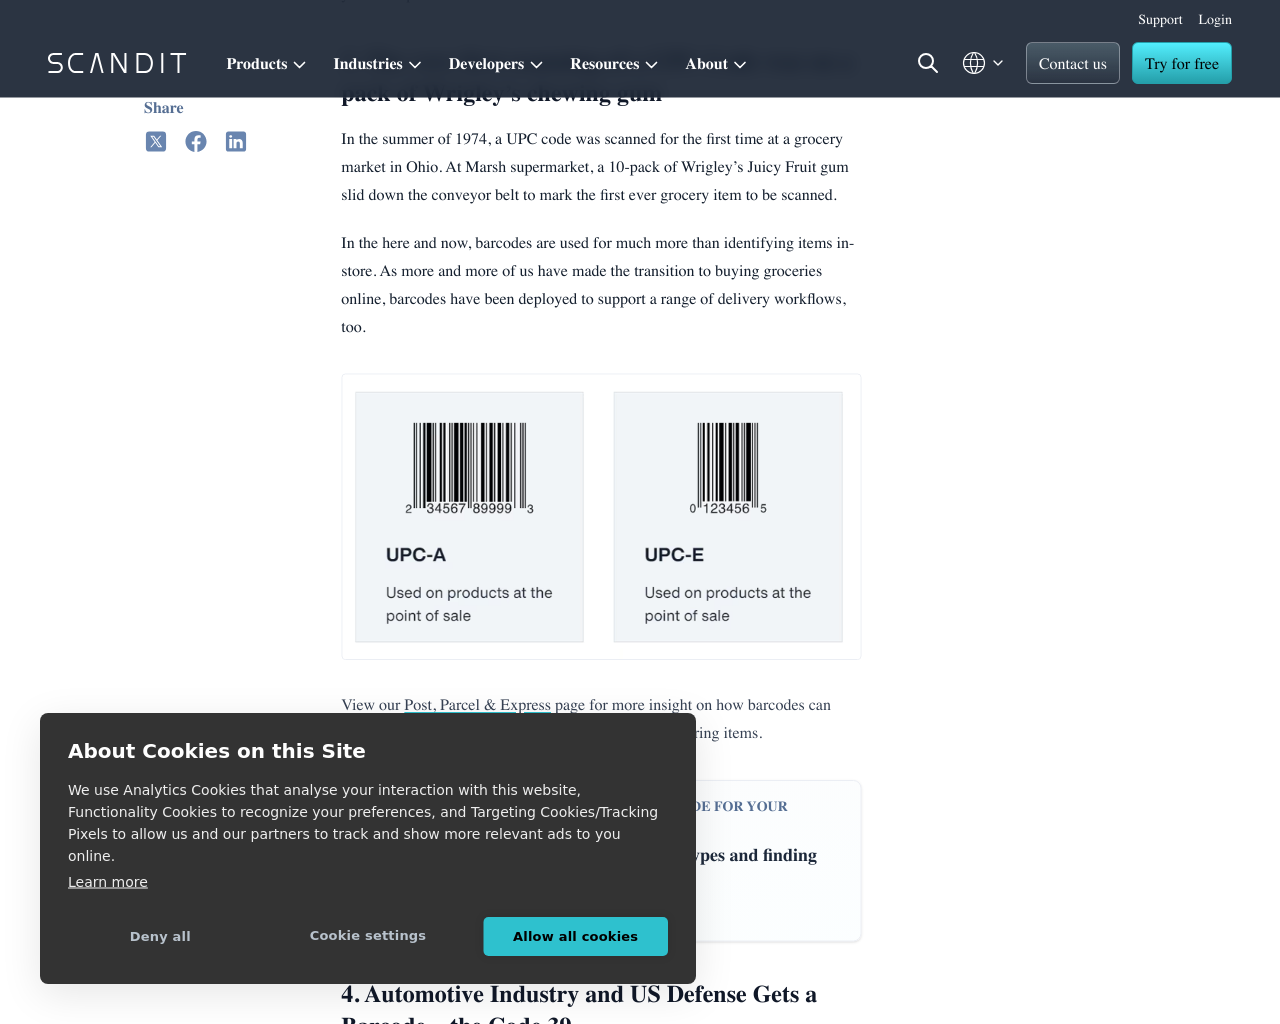 Support Login
SCANDIT Products Industries Developers Resources About Contact us Try for free
pack of Wrigley's chewing gum
Share
In the summer of 1974, a UPC code was scanned for the first time at a grocery
market in Ohio. At Marsh supermarket, a 10-pack of Wrigley’s Juicy Fruit gum
slid down the conveyor belt to mark the first ever grocery item to be scanned.
In the here and now, barcodes are used for much more than identifying items in-
store. As more and more of us have made the transition to buying groceries
online, barcodes have been deployed to support a range of delivery workflows,
too.
2 34567 89999 3
UPC-A
Used on products at the
point of sale
0 123456 5
UPC-E
Used on products at the
point of sale
View our Post, Parcel & Express page for more insight on how barcodes can
ring items.
DE FOR YOUR
ypes and finding
About Cookies on this Site
We use Analytics Cookies that analyse your interaction with this website,
Functionality Cookies to recognize your preferences, and Targeting Cookies/Tracking
Pixels to allow us and our partners to track and show more relevant ads to you
online.
Learn more
Deny all Cookie settings Allow all cookies
4. Automotive Industry and US Defense Gets a
Barcode – the Code 39